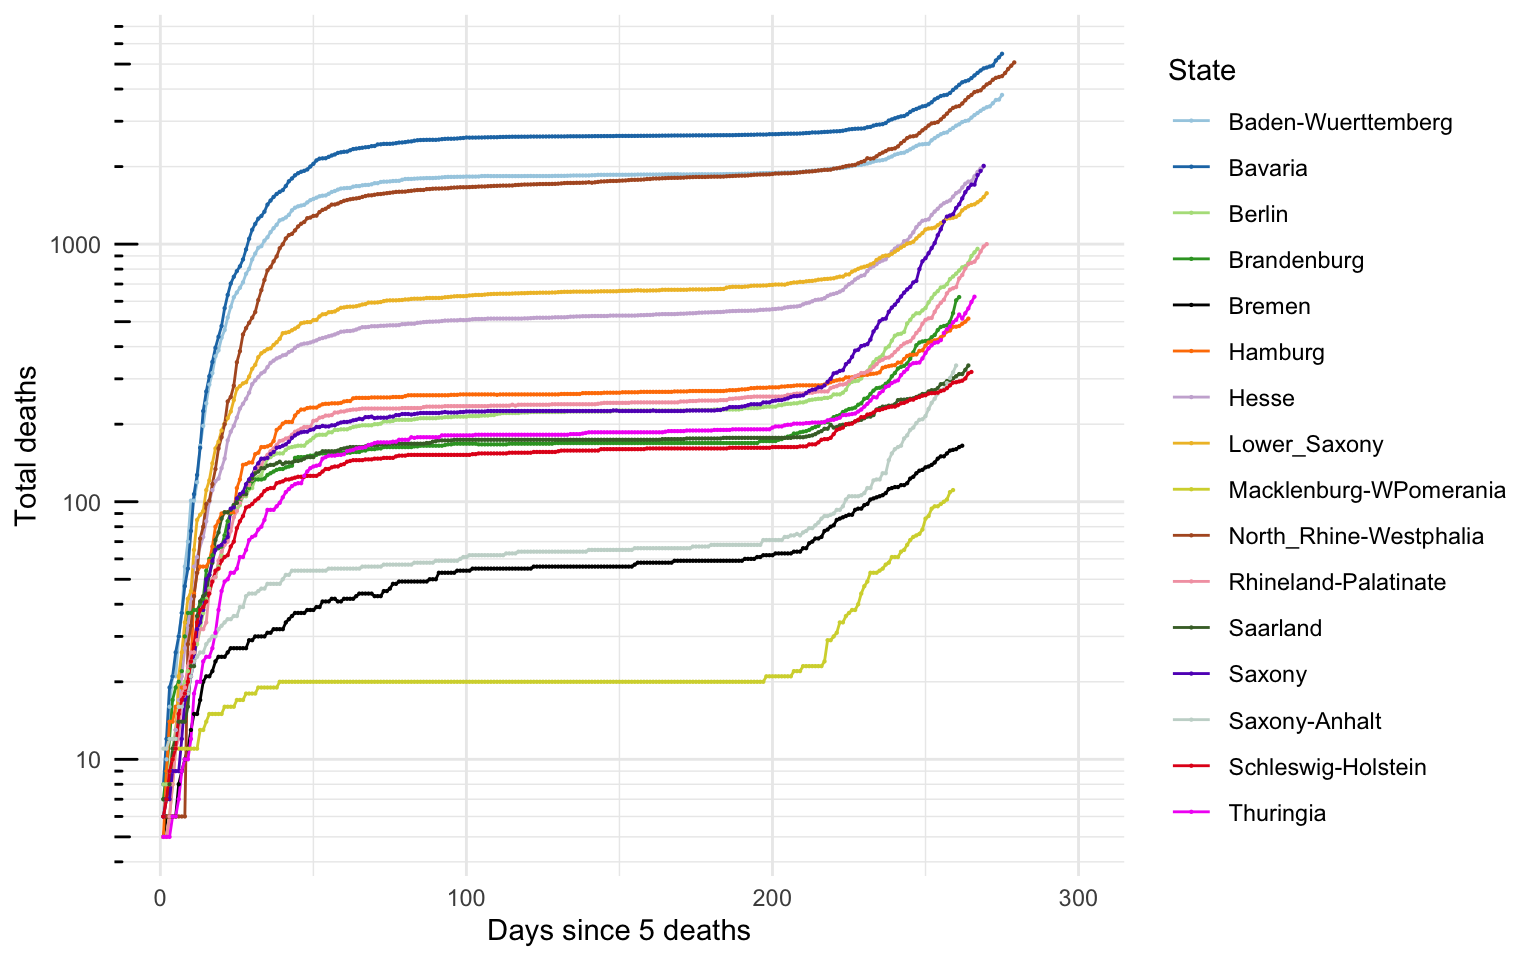 Total deaths
1000
100
10
0
100
200
300
Days since 5 deaths
State
Baden-Wuerttemberg
Bavaria
Berlin
Brandenburg
Bremen
Hamburg
Hesse
Lower_Saxony
Macklenburg-WPomerania
North_Rhine-Westphalia
Rhineland-Palatinate
Saarland
Saxony
Saxony-Anhalt
Schleswig-Holstein
Thuringia